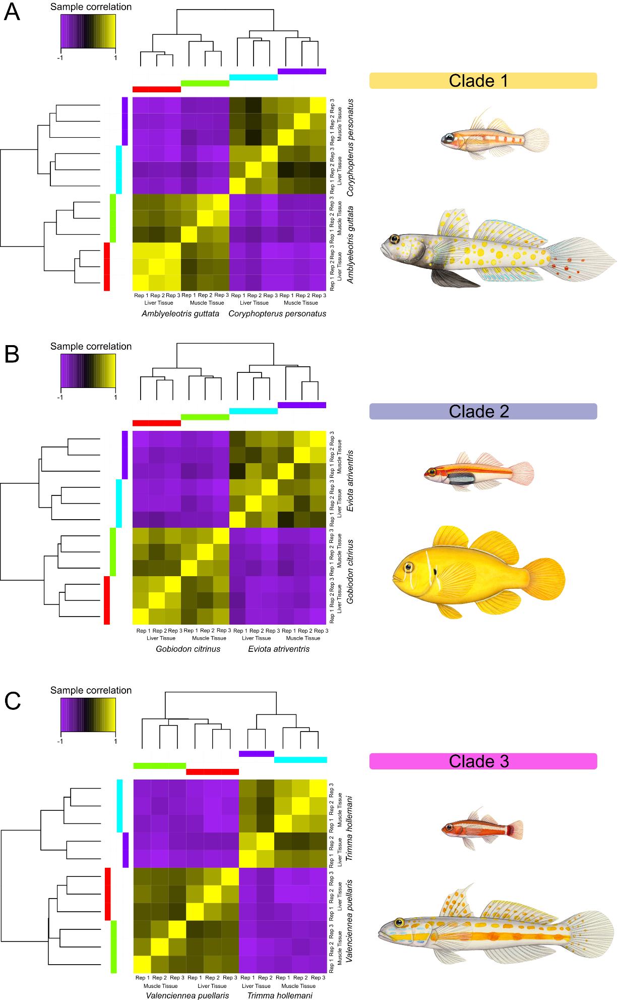 A
Sample correlation
-1 1
Clade 1
Rep 1 Rep 2 Rep 3
Muscle Tissue
Rep 1 Rep 2 Rep 3
Liver Tissue
Coryphopterus personatus
Rep 1 Rep 2 Rep 3
Muscle Tissue
Rep 1 Rep 2 Rep 3
Liver Tissue
Amblyeleotris guttata
Rep 1 Rep 2 Rep 3 Rep 1 Rep 2 Rep 3 Rep 1 Rep 2 Rep 3 Rep 1 Rep 2 Rep 3
Liver Tissue Muscle Tissue Liver Tissue Muscle Tissue
Amblyeleotris guttata Coryphopterus personatus
B
Sample correlation
-1 1
Clade 2
Rep 1 Rep 2 Rep 3
Muscle Tissue
Rep 1 Rep 2 Rep 3
Liver Tissue
Eviota atriventris
Rep 1 Rep 2 Rep 3
Muscle Tissue
Rep 1 Rep 2 Rep 3
Liver Tissue
Gobiodon citrinus
Rep 1 Rep 2 Rep 3 Rep 1 Rep 2 Rep 3 Rep 1 Rep 2 Rep 3 Rep 1 Rep 2 Rep 3
Liver Tissue Muscle Tissue Liver Tissue Muscle Tissue
Gobiodon citrinus Eviota atriventris
C
Sample correlation
-1 1
Clade 3
Rep 1 Rep 2 Rep 3
Muscle Tissue
Rep 1 Rep 2
Liver Tissue
Trimma hollemani
Rep 1 Rep 2 Rep 3
Liver Tissue
Rep 1 Rep 2 Rep 3
Muscle Tissue
Valenciennea puellaris
Rep 1 Rep 2 Rep 3 Rep 1 Rep 2 Rep 3 Rep 1 Rep 2 Rep 1 Rep 2 Rep 3
Muscle Tissue Liver Tissue Liver Tissue Muscle Tissue
Valenciennea puellaris Trimma hollemani